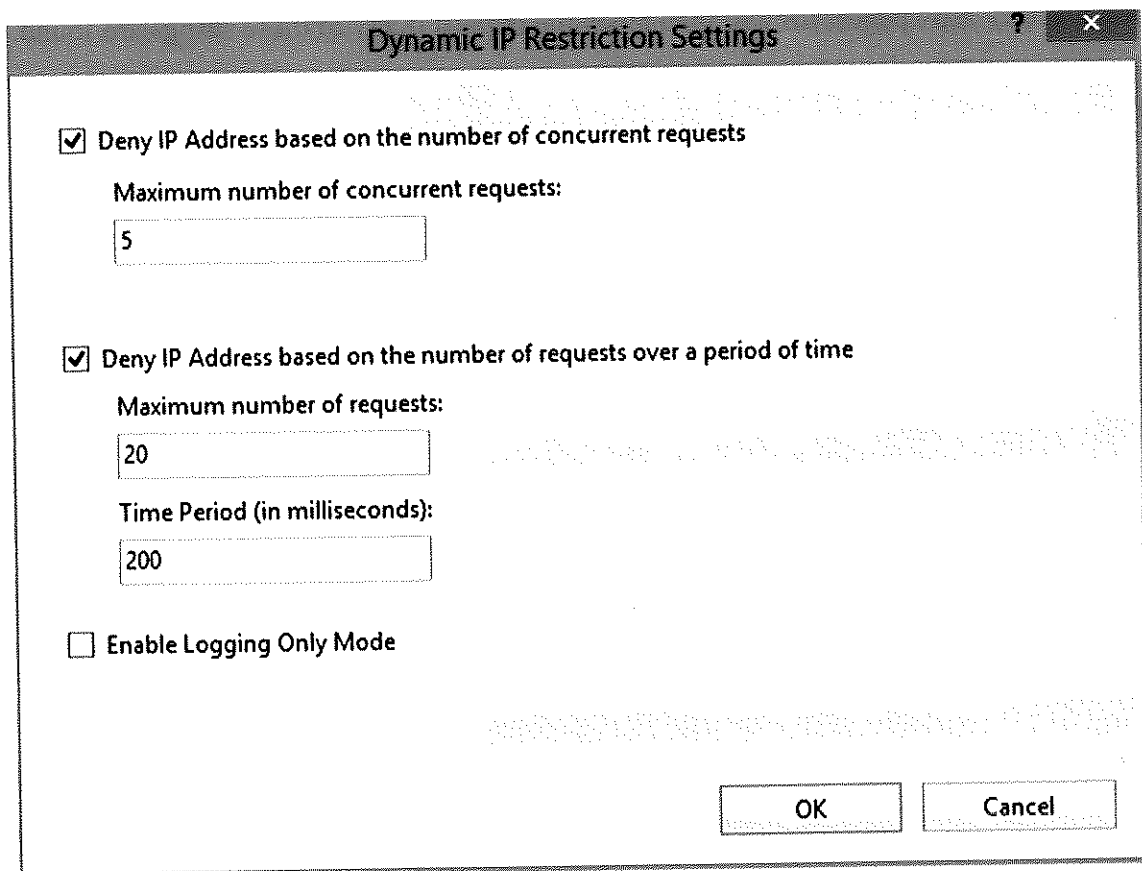 Dynamic IP Restriction Settings
? ✕
Deny IP Address based on the number of concurrent requests
Maximum number of concurrent requests:
5
Deny IP Address based on the number of requests over a period of time
Maximum number of requests:
20
Time Period (in milliseconds):
200
Enable Logging Only Mode
OK
Cancel